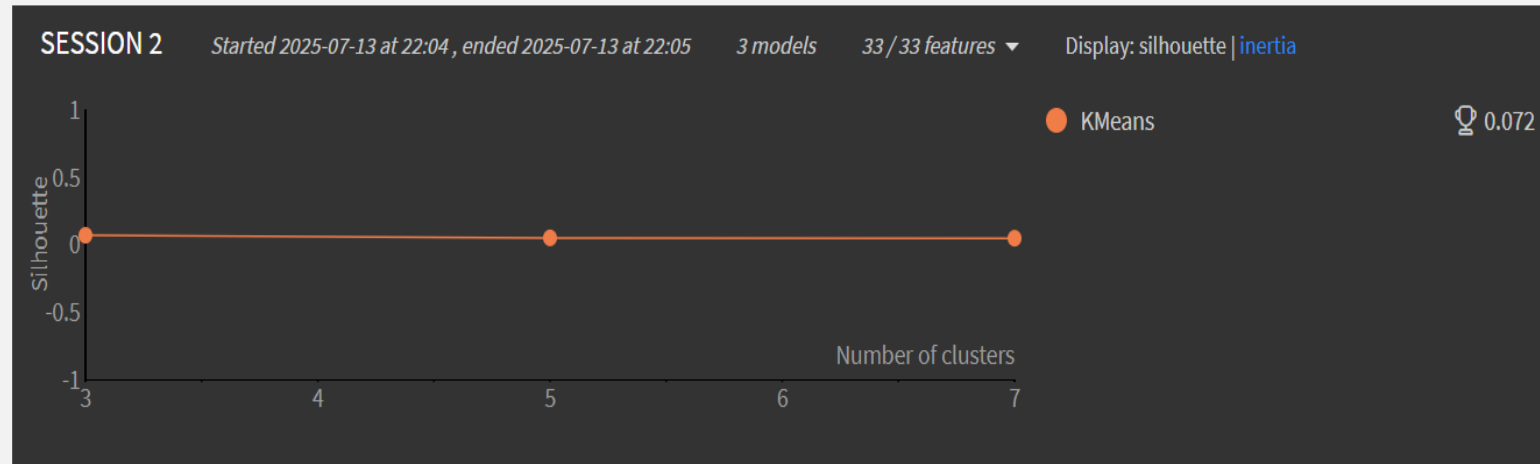 SESSION 2 Started 2025-07-13 at 22:04 , ended 2025-07-13 at 22:05 3 models 33 / 33 features Display: silhouette | inertia
KMeans 0.072
1
0.5
0
-0.5
-1
Silhouette
Number of clusters
3 4 5 6 7